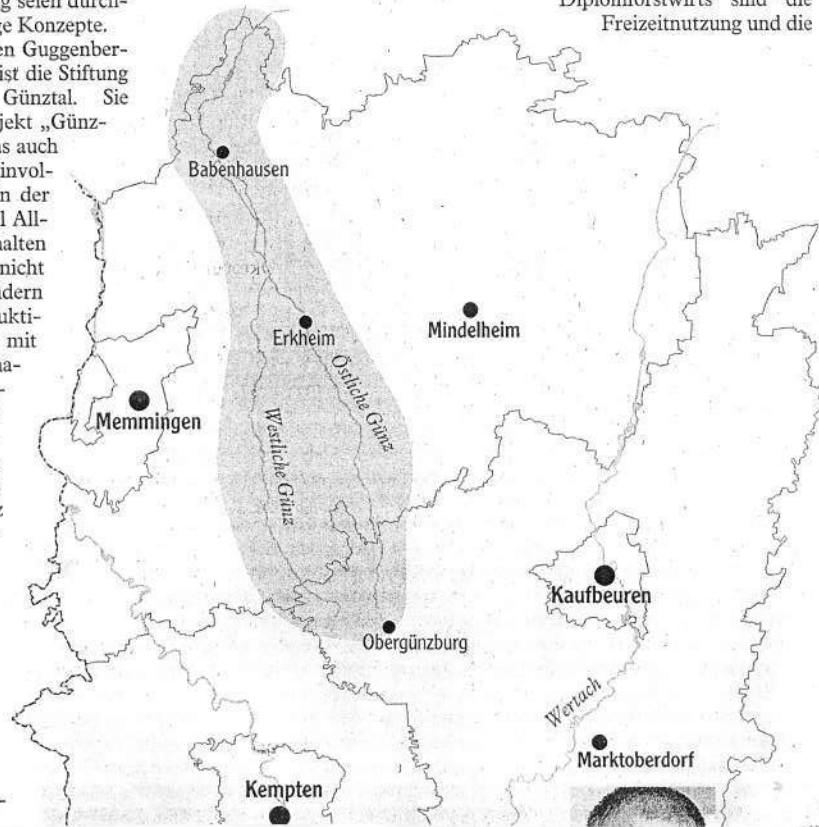 g seien durch-
ge Konzepte.
en Guggenber-
ist die Stiftung
Günztal. Sie
jekt „Günz-
as auch
invol-
n der
l All-
halten
nicht
ndern
ukti-
mit
na-
Diplomforstwirts sind die
Freizeitnutzung und die
Babenhausen
Erkheim
Mindelheim
Östliche Günz
Memmingen
Westliche Günz
Kaufbeuren
Obergünzburg
Wertach
Marktoberdorf
Kempten